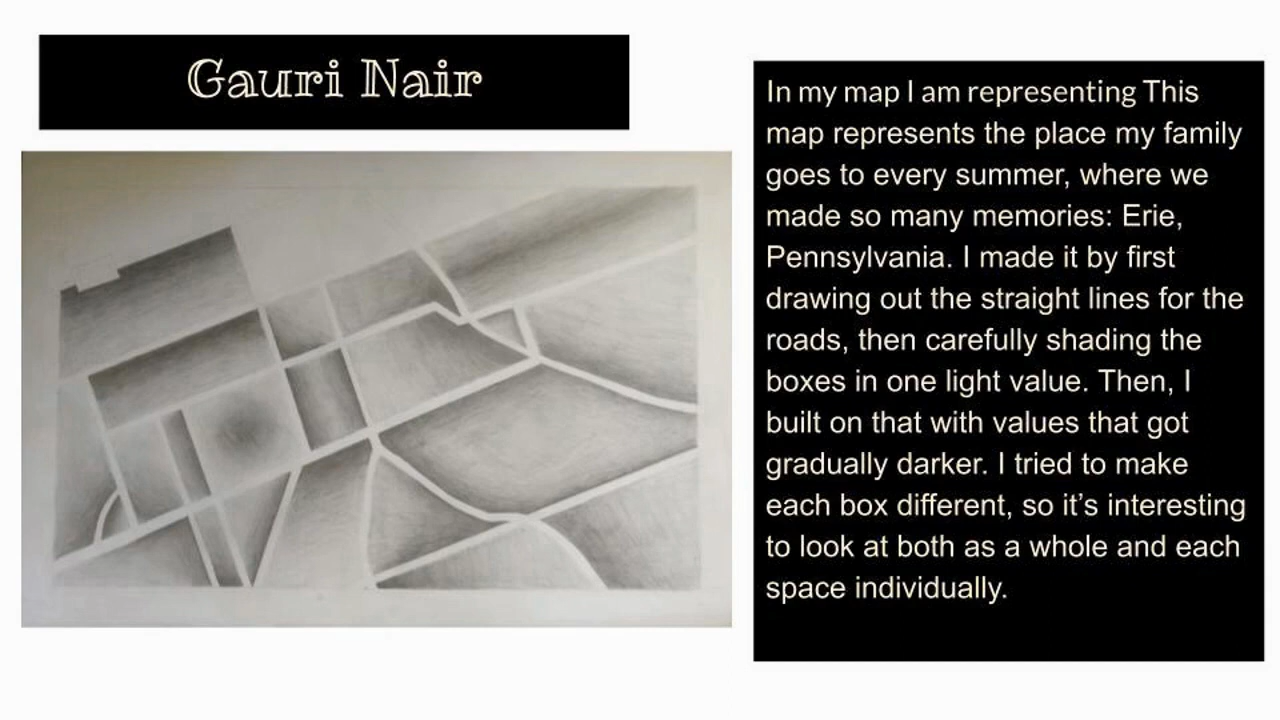 Gauri Nair
In my map I am representing This
map represents the place my family
goes to every summer, where we
made so many memories: Erie,
Pennsylvania. I made it by first
drawing out the straight lines for the
roads, then carefully shading the
boxes in one light value. Then, I
built on that with values that got
gradually darker. I tried to make
each box different, so it’s interesting
to look at both as a whole and each
space individually.